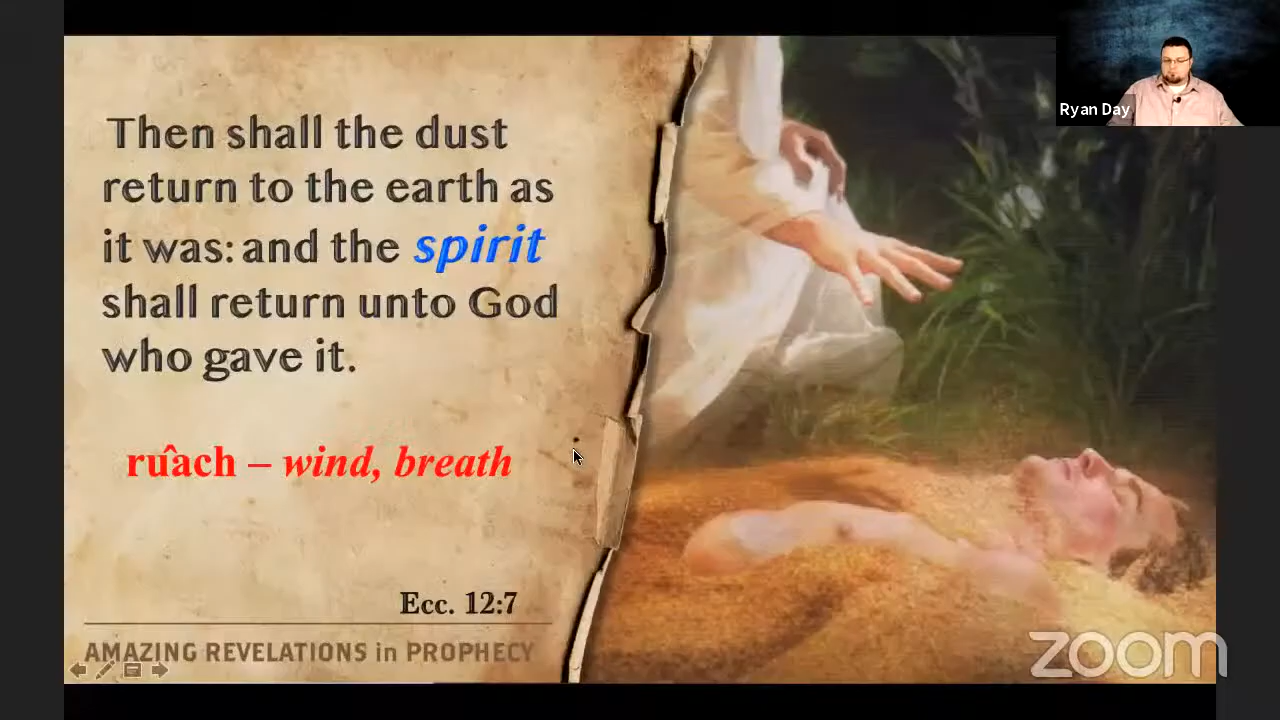 Then shall the dust
return to the earth as
it was: and the spirit
shall return unto God
who gave it.
rûach – wind, breath
Ecc. 12:7
AMAZING REVELATIONS in PROPHECY
Ryan Day
zoom